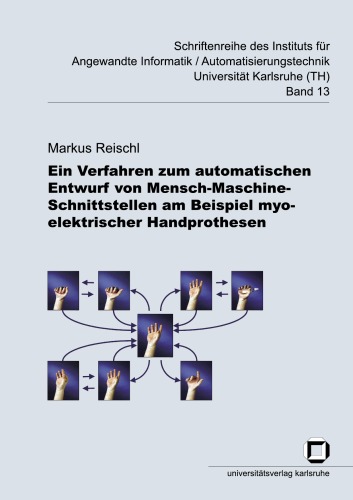 Schriftenreihe des Instituts für
Angewandte Informatik / Automatisierungstechnik
Universität Karlsruhe (TH)
Band 13
Markus Reischl
Ein Verfahren zum automatischen
Entwurf von Mensch-Maschine-
Schnittstellen am Beispiel myo-
elektrischer Handprothesen
universitätsverlag karlsruhe